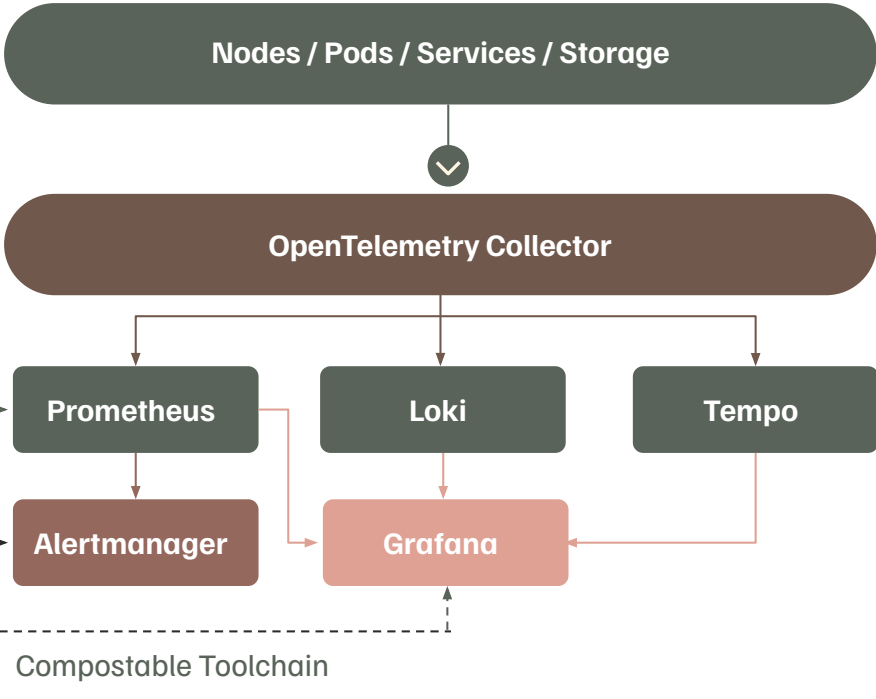 Nodes / Pods / Services / Storage
OpenTelemetry Collector
Prometheus
Loki
Tempo
Alertmanager
Grafana
Compostable Toolchain